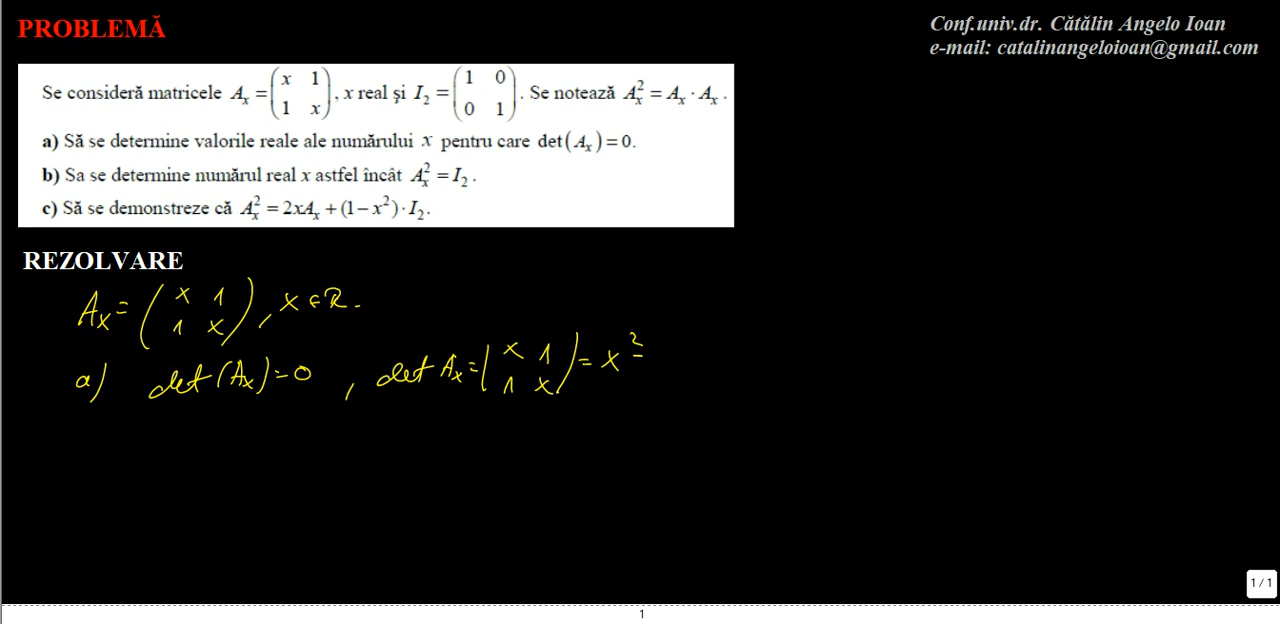 PROBLEMĂ
Conf.univ.dr. Cătălin Angelo Ioan
e-mail: catalinangeloioan@gmail.com
Se consideră matricele A_x = (x 1; 1 x), x real şi I_2 = (1 0; 0 1). Se notează A_x^2 = A_x · A_x.
a) Să se determine valorile reale ale numărului x pentru care det(A_x) = 0.
b) Sa se determine numărul real x astfel încât A_x^2 = I_2.
c) Să se demonstreze că A_x^2 = 2xA_x + (1 − x^2) · I_2.
REZOLVARE
A_x = (x 1; 1 x), x ∈ R.
a) det(A_x) = 0, det A_x = |x 1; 1 x| = x^2 −
1 / 1
1